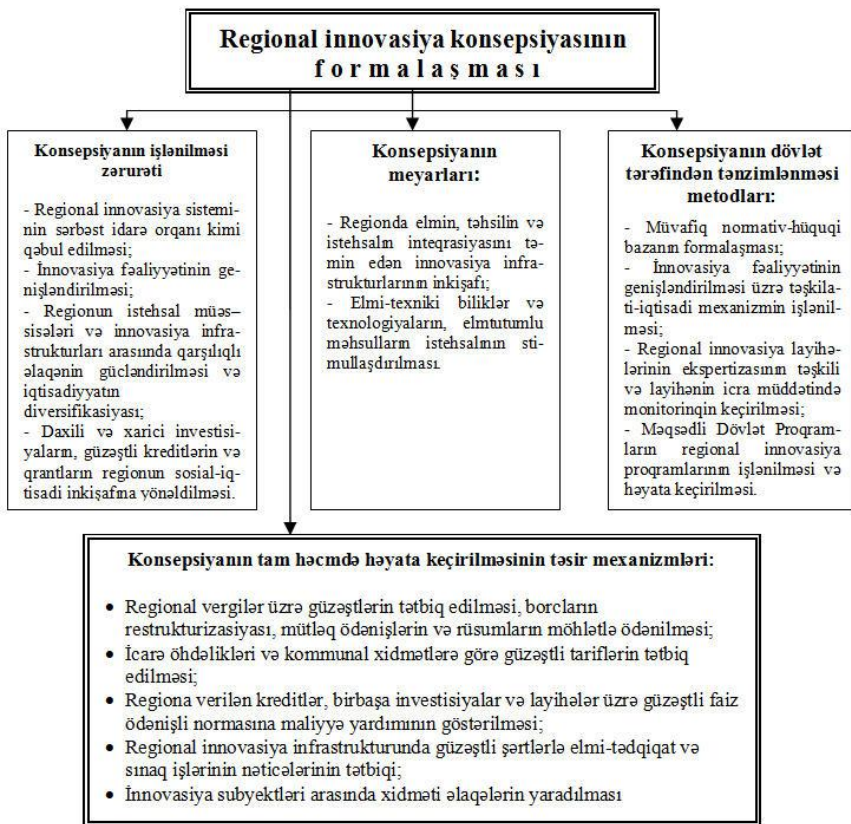 Regional innovasiya konsepsiyasının
formalaşması
Konsepsiyanın işlənilməsi
zərurəti
- Regional innovasiya sistemi-
nin sərbəst idarə orqanı kimi
qəbul edilməsi;
- İnnovasiya fəaliyyətinin ge-
nişləndirilməsi;
- Regionun istehsal müəs–
sisələri və innovasiya infra-
strukturları arasında qarşılıqlı
əlaqənin gücləndirilməsi və
iqtisadiyyatın
diversifikasiyası;
- Daxili və xarici investisi-
yaların, güzəştli kreditlərin və
qrantların regionun sosial-iq-
tisadi inkişafına yönəldilməsi.
Konsepsiyanın
meyarları:
- Regionda elmin, təhsilin və
istehsalın inteqrasiyasını tə-
min edən innovasiya infra-
strukturlarının inkişafı;
- Elmi-texniki biliklər və
texnologiyaların, elmtutumlu
məhsulların istehsalının sti-
mullaşdırılması.
Konsepsiyanın dövlət
tərəfindən tənzimlənməsi
metodları:
- Müvafiq normativ-hüquqi
bazanın formalaşması;
- İnnovasiya fəaliyyətinin
genişləndirilməsi üzrə təşkila-
ti-iqtisadi mexanizmin işlənil-
məsi;
- Regional innovasiya layihə-
lərinin ekspertizasının təşkili
və layihənin icra müddətində
monitorinqin keçirilməsi;
- Məqsədli Dövlət Proqram-
ların regional innovasiya
proqramlarının işlənilməsi və
həyata keçirilməsi.
Konsepsiyanın tam həcmdə həyata keçirilməsinin təsir mexanizmləri:
• Regional vergilər üzrə güzəştlərin tətbiq edilməsi, borcların
restrukturizasiyası, mütləq ödənişlərin və rüsumların möhlətlə ödənilməsi;
• İcarə öhdəlikləri və kommunal xidmətlərə görə güzəştli tariflərin tətbiq
edilməsi;
• Regiona verilən kreditlər, birbaşa investisiyalar və layihələr üzrə güzəştli faiz
ödənişli normasına maliyyə yardımının göstərilməsi;
• Regional innovasiya infrastrukturunda güzəştli şərtlərlə elmi-tədqiqat və
sınaq işlərinin nəticələrinin tətbiqi;
• İnnovasiya subyektləri arasında xidməti əlaqələrin yaradılması